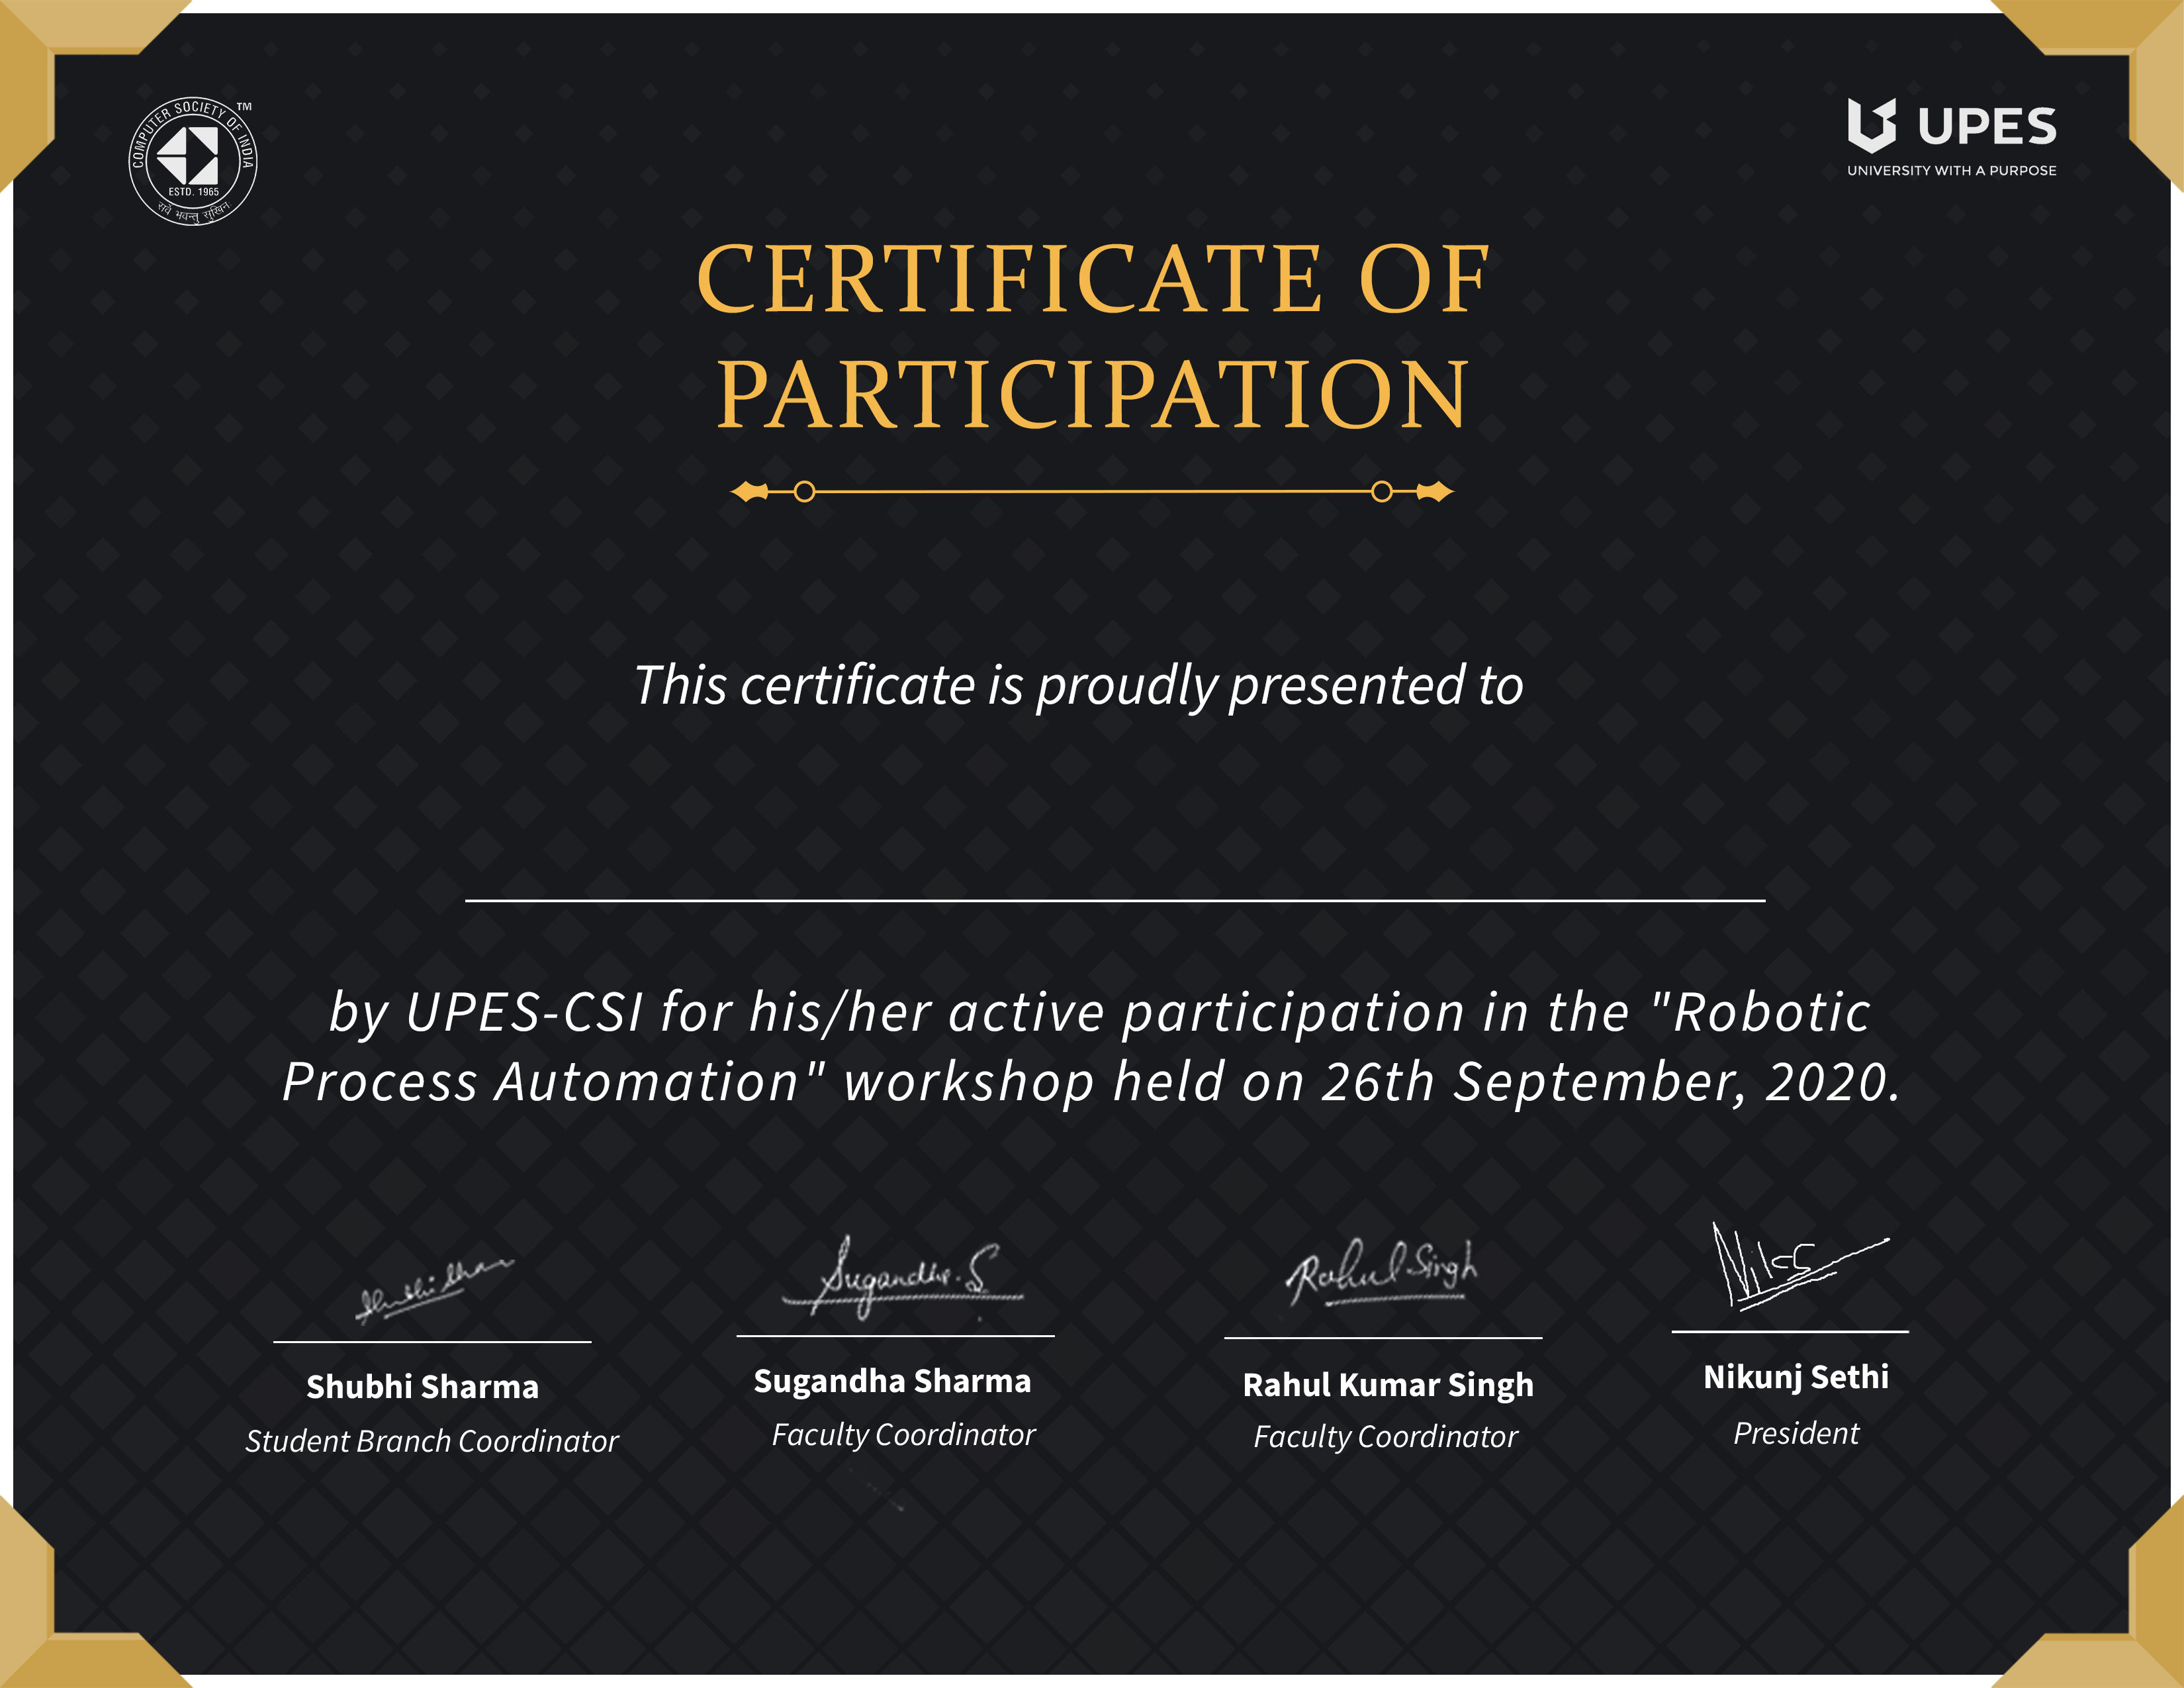 COMPUTER SOCIETY OF INDIA
TM
ESTD. 1965
सर्वे भवन्तु सुखिन
UPES
UNIVERSITY WITH A PURPOSE
CERTIFICATE OF
PARTICIPATION
This certificate is proudly presented to
by UPES-CSI for his/her active participation in the "Robotic
Process Automation" workshop held on 26th September, 2020.
Shubhi Sharma
Sugandha Sharma
Rahul Kumar Singh
Nikunj Sethi
Student Branch Coordinator
Faculty Coordinator
Faculty Coordinator
President
Sugandha. S
Rahul Singh